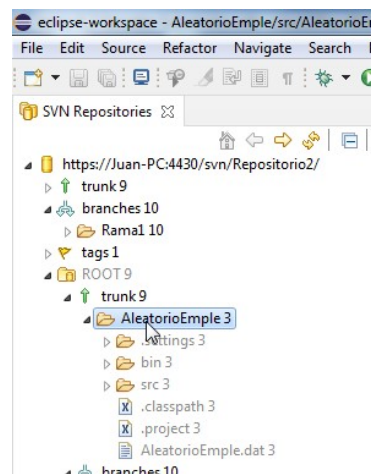 eclipse-workspace - AleatorioEmple/src/AleatorioE
File Edit Source Refactor Navigate Search
SVN Repositories
https://Juan-PC:4430/svn/Repositorio2/
trunk 9
branches 10
Rama1 10
tags 1
ROOT 9
trunk 9
AleatorioEmple 3
.settings 3
bin 3
src 3
.classpath 3
.project 3
AleatorioEmple.dat 3
branches 10